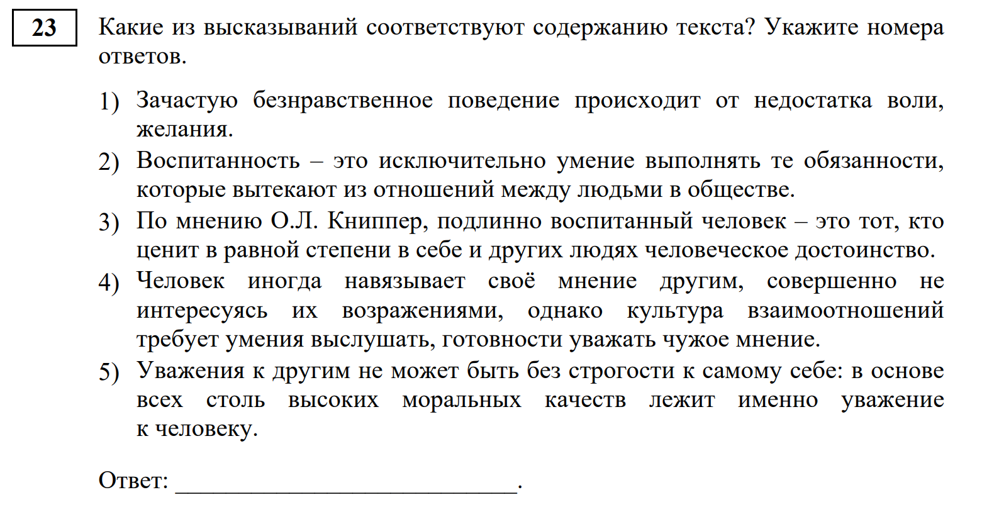 23 Какие из высказываний соответствуют содержанию текста? Укажите номера
ответов.
1) Зачастую безнравственное поведение происходит от недостатка воли,
желания.
2) Воспитанность – это исключительно умение выполнять те обязанности,
которые вытекают из отношений между людьми в обществе.
3) По мнению О.Л. Книппер, подлинно воспитанный человек – это тот, кто
ценит в равной степени в себе и других людях человеческое достоинство.
4) Человек иногда навязывает своё мнение другим, совершенно не
интересуясь их возражениями, однако культура взаимоотношений
требует умения выслушать, готовности уважать чужое мнение.
5) Уважения к другим не может быть без строгости к самому себе: в основе
всех столь высоких моральных качеств лежит именно уважение
к человеку.
Ответ: ___________________________.